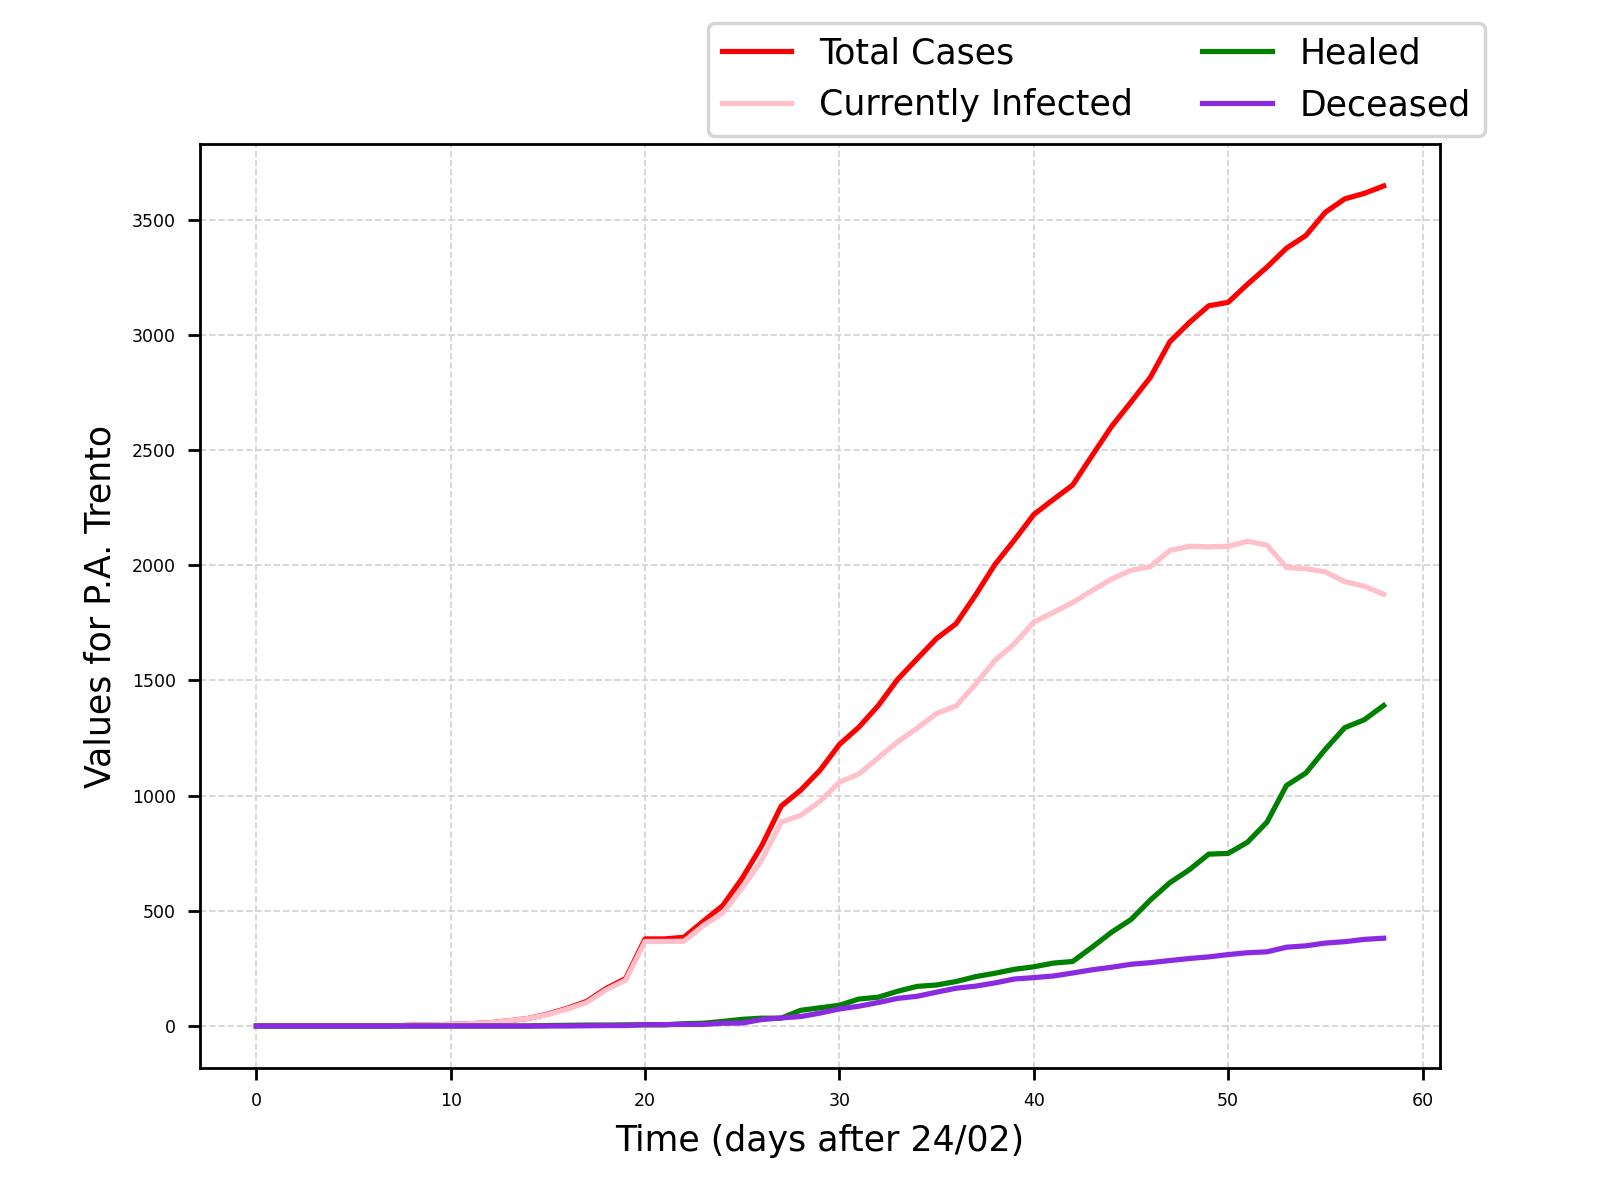 Total Cases
Currently Infected
Healed
Deceased
Values for P.A. Trento
3500
3000
2500
2000
1500
1000
500
0
0 10 20 30 40 50 60
Time (days after 24/02)